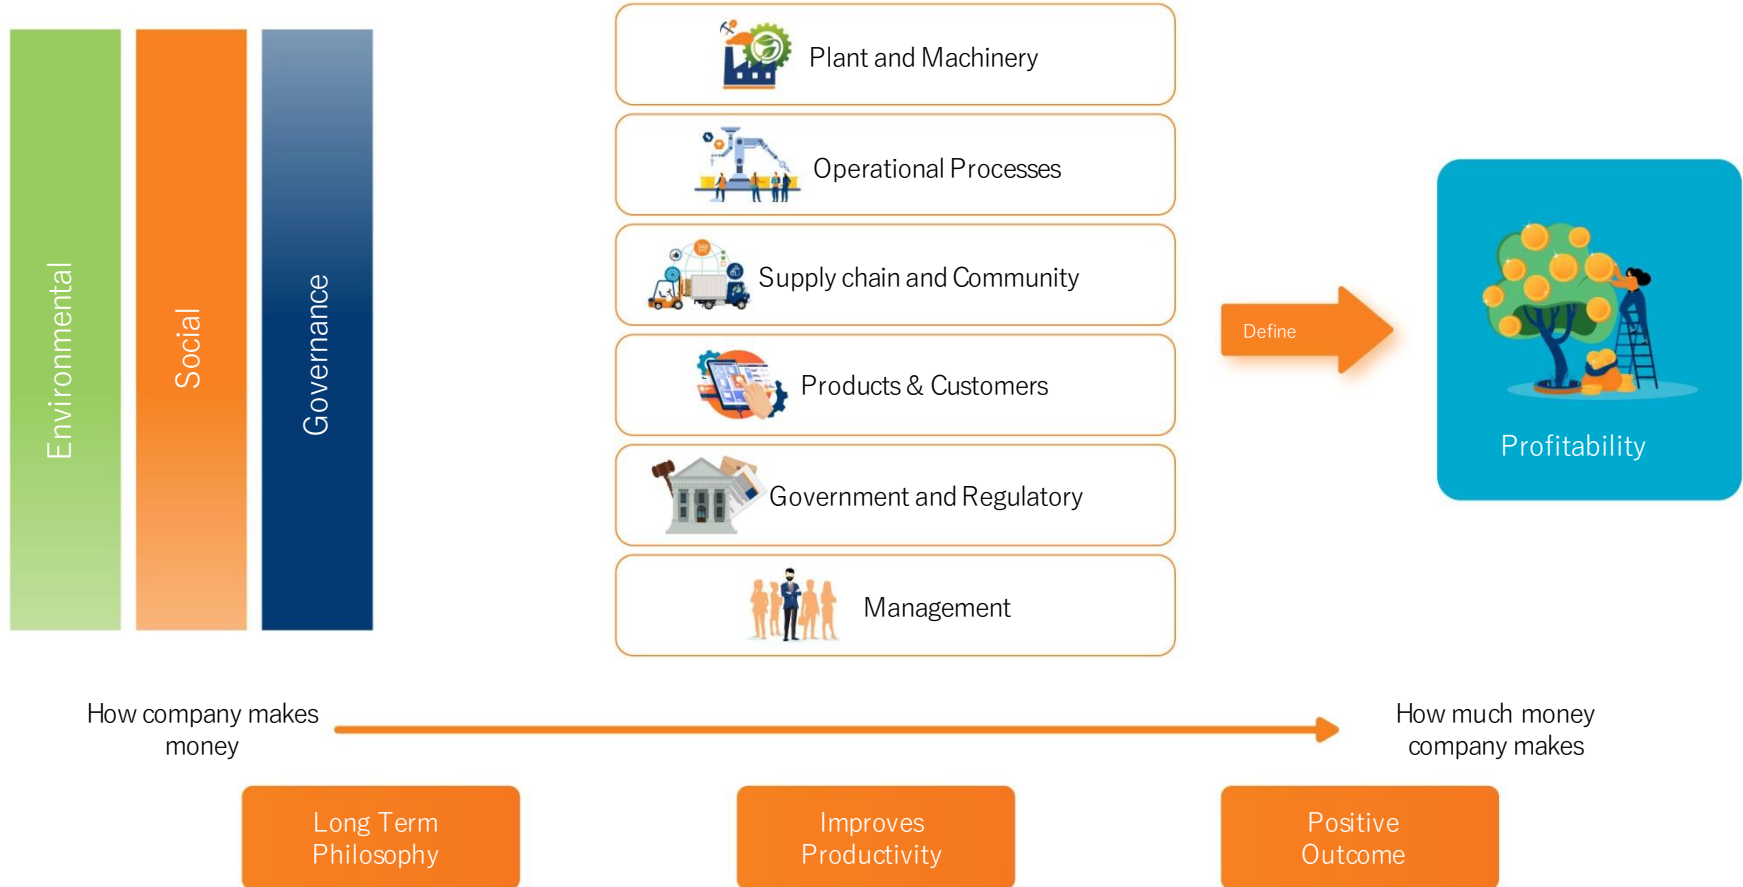 Environmental
Social
Governance
Plant and Machinery
Operational Processes
Supply chain and Community
Products & Customers
Government and Regulatory
Management
Define
Profitability
How company makes
money
How much money
company makes
Long Term
Philosophy
Improves
Productivity
Positive
Outcome